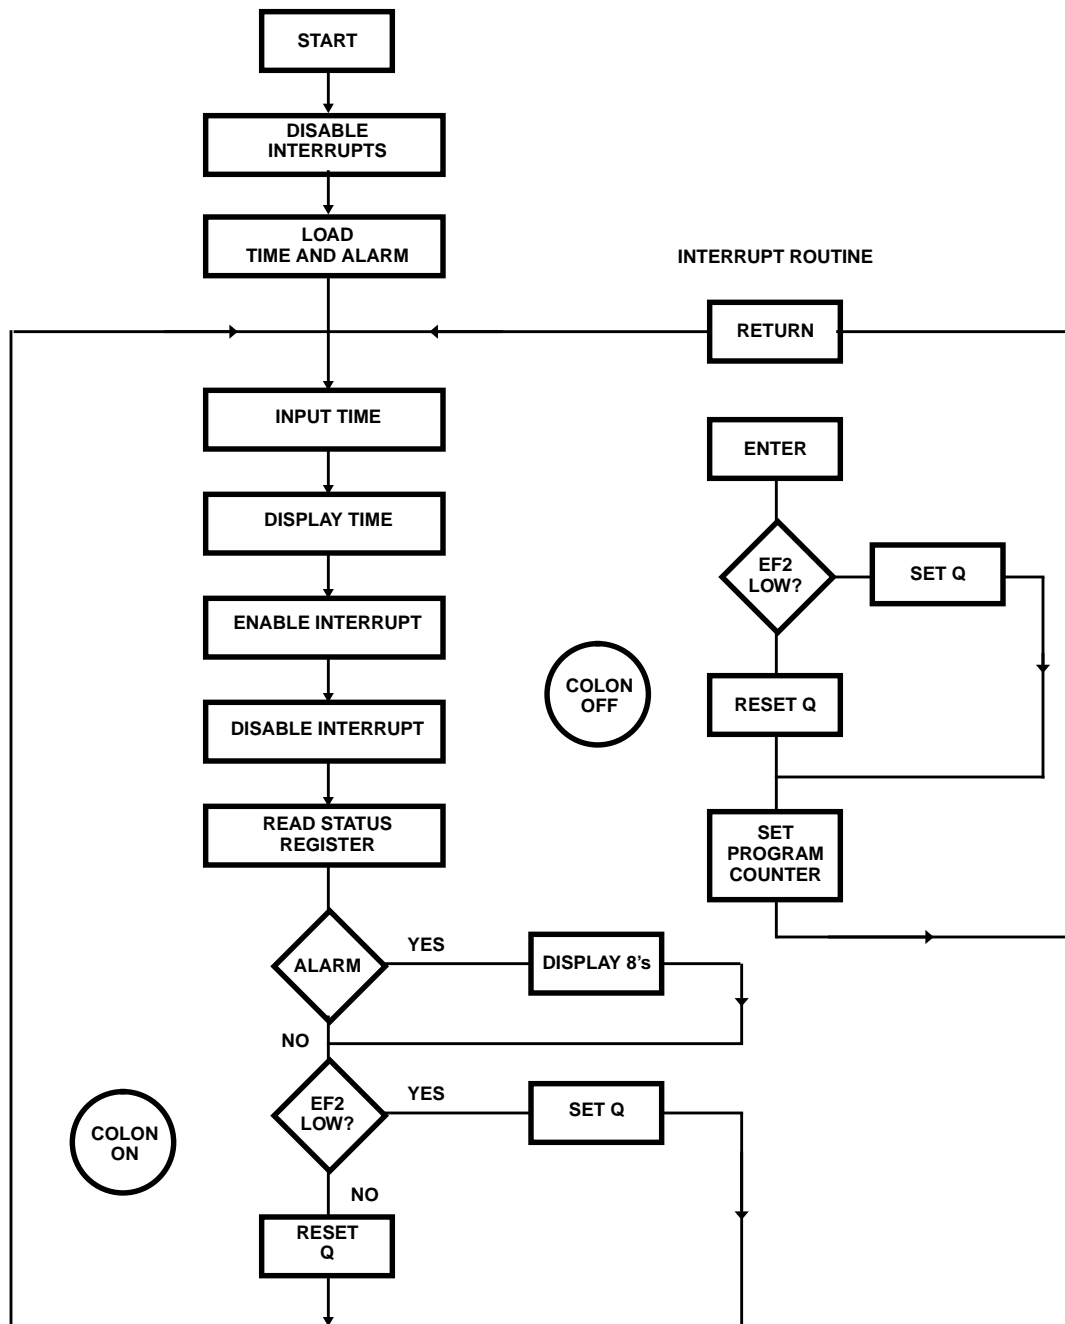 START
DISABLE
INTERRUPTS
LOAD
TIME AND ALARM
INPUT TIME
DISPLAY TIME
ENABLE INTERRUPT
DISABLE INTERRUPT
READ STATUS
REGISTER
ALARM
YES
DISPLAY 8's
NO
EF2
LOW?
YES
SET Q
NO
RESET
Q
COLON
ON
INTERRUPT ROUTINE
RETURN
ENTER
EF2
LOW?
SET Q
RESET Q
SET
PROGRAM
COUNTER
COLON
OFF